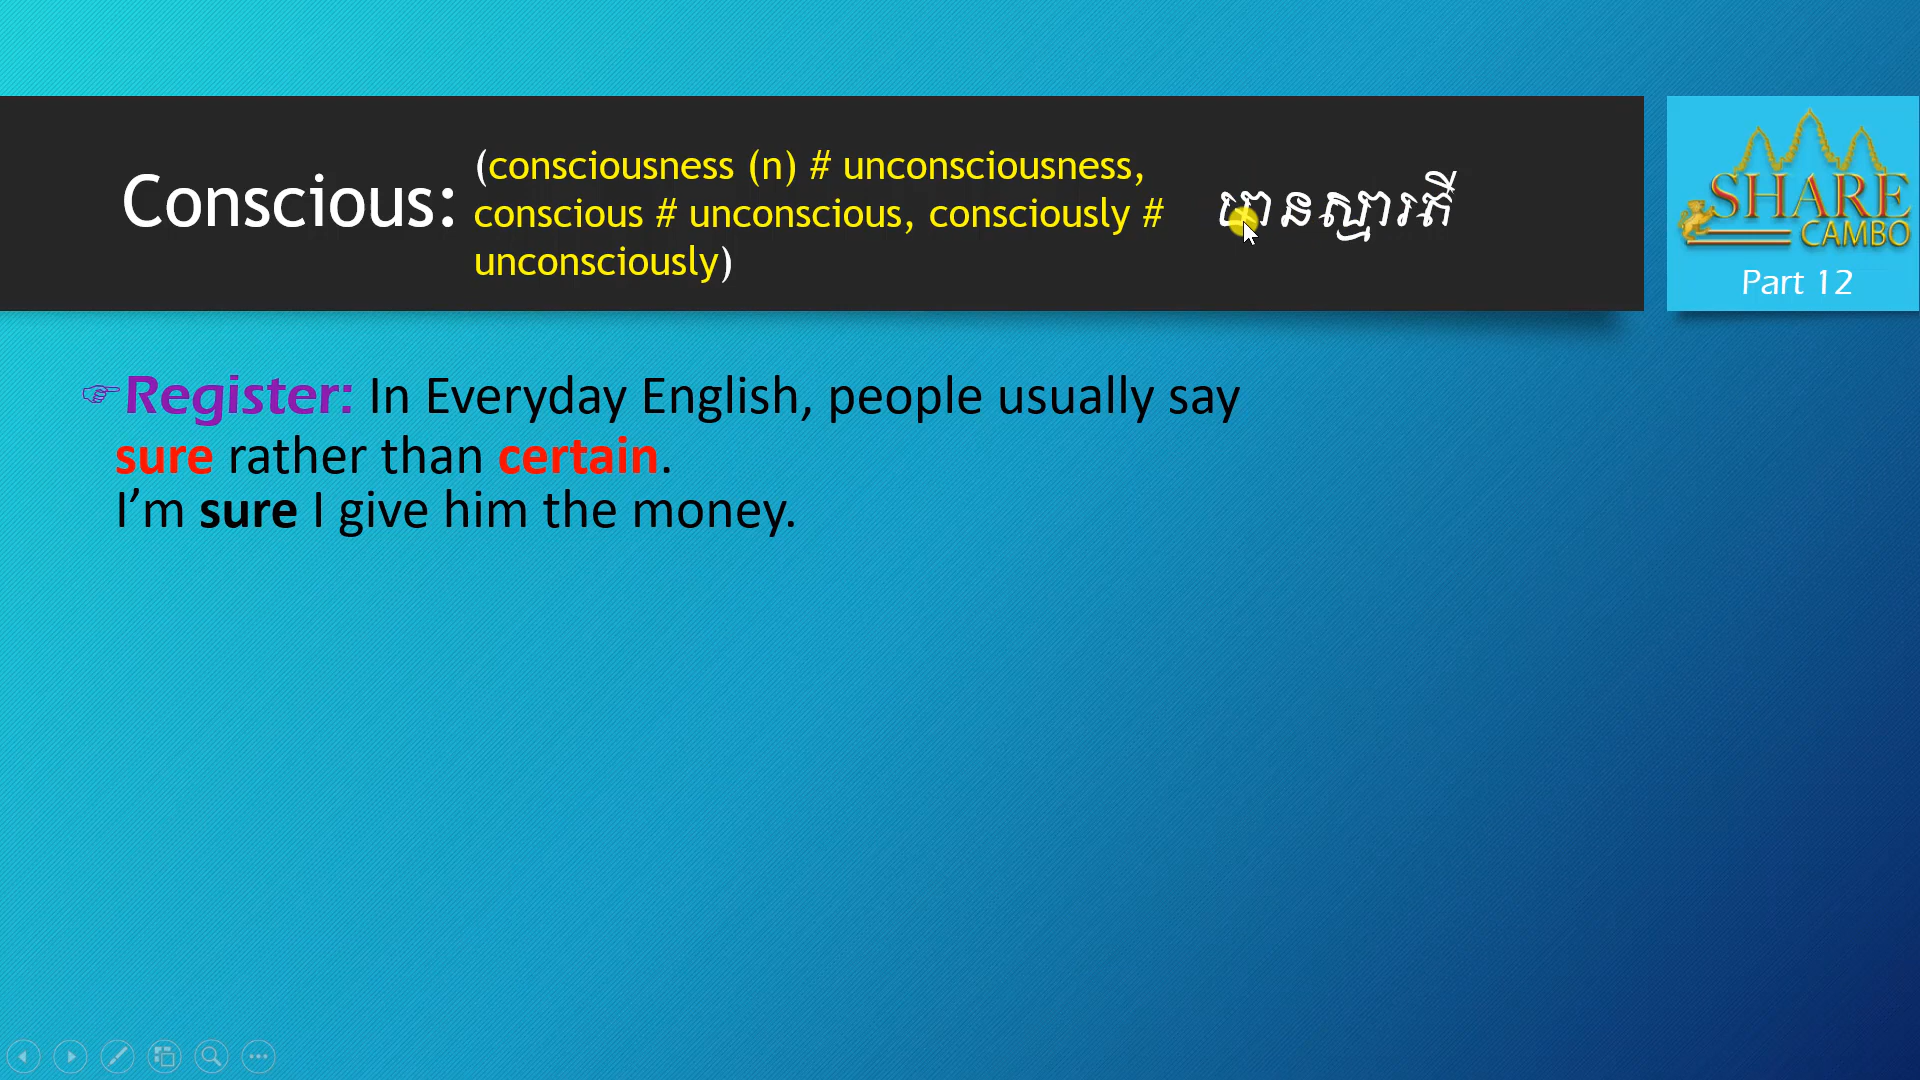 Conscious:
(consciousness (n) # unconsciousness,
conscious # unconscious, consciously #
unconsciously)
មានស្មារតី
SHARE
CAMBO
Part 12
☞Register: In Everyday English, people usually say
sure rather than certain.
I’m sure I give him the money.